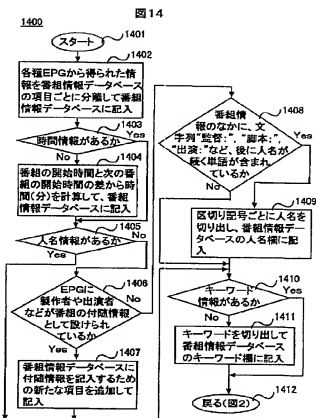 図14
1400
スタート
1401
1402
各種EPGから得られた情
報を番組情報データベース
の項目ごとに分離して番組
情報データベースに記入
1403
時間情報があるか
Yes
No
1404
番組の開始時間と次の番
組の開始時間の差から時
間(分)を計算して、番組
情報データベースに記入
1405
人名情報があるか
No
Yes
1406
EPGに
製作者や出演者
などが番組の付随情報
として設けられ
ているか
No
Yes
1407
番組情報データベースに
付随情報を記入するため
の新たな項目を追加して記
入
1408
番組情
報のなかに、文
字列"監督:", "脚本:",
"出演:"など、後に人名が
続く単語が含まれ
ているか
Yes
No
1409
区切り記号ごとに人名を
切り出し、番組情報デー
タベースの人名欄に記
入
1410
キーワード
情報があるか
Yes
No
1411
キーワードを切り出して
番組情報データベース
のキーワード欄に記入
1412
戻る(図2)